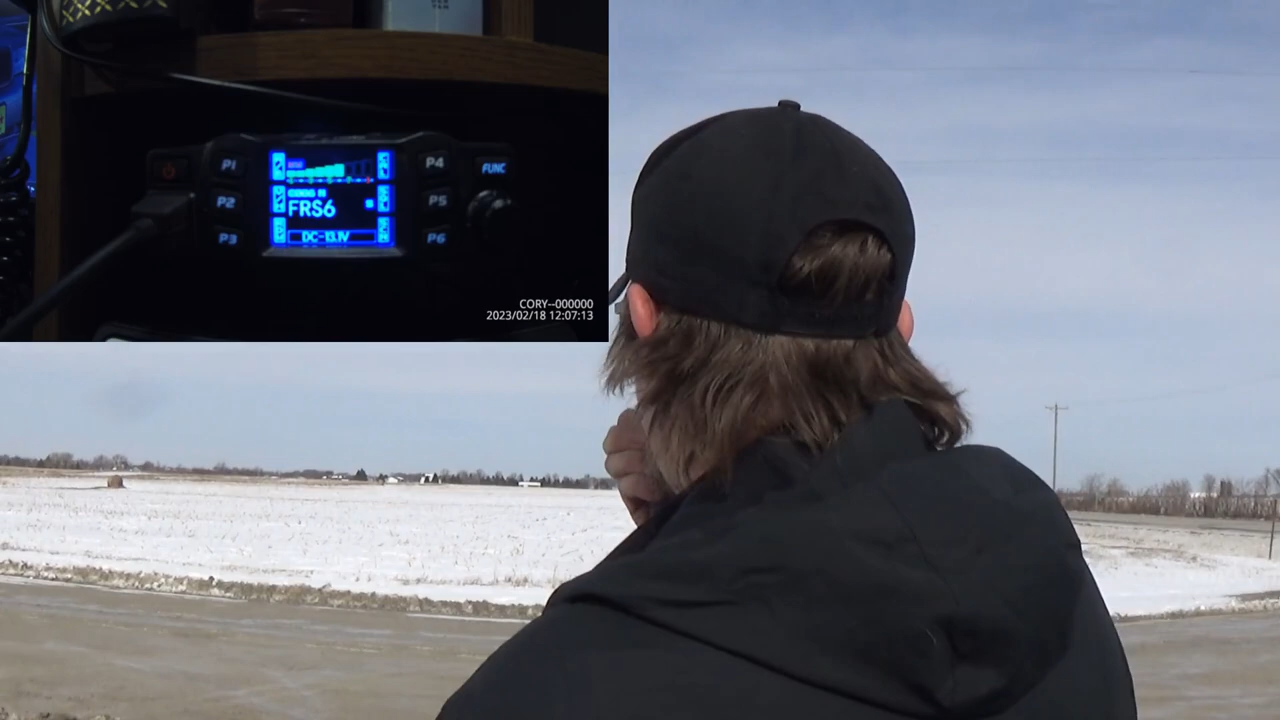 P1
P4
FUNC
P2
FRS6
P5
P3
DC-13.1V
P6
CORY--000000
2023/02/18 12:07:13